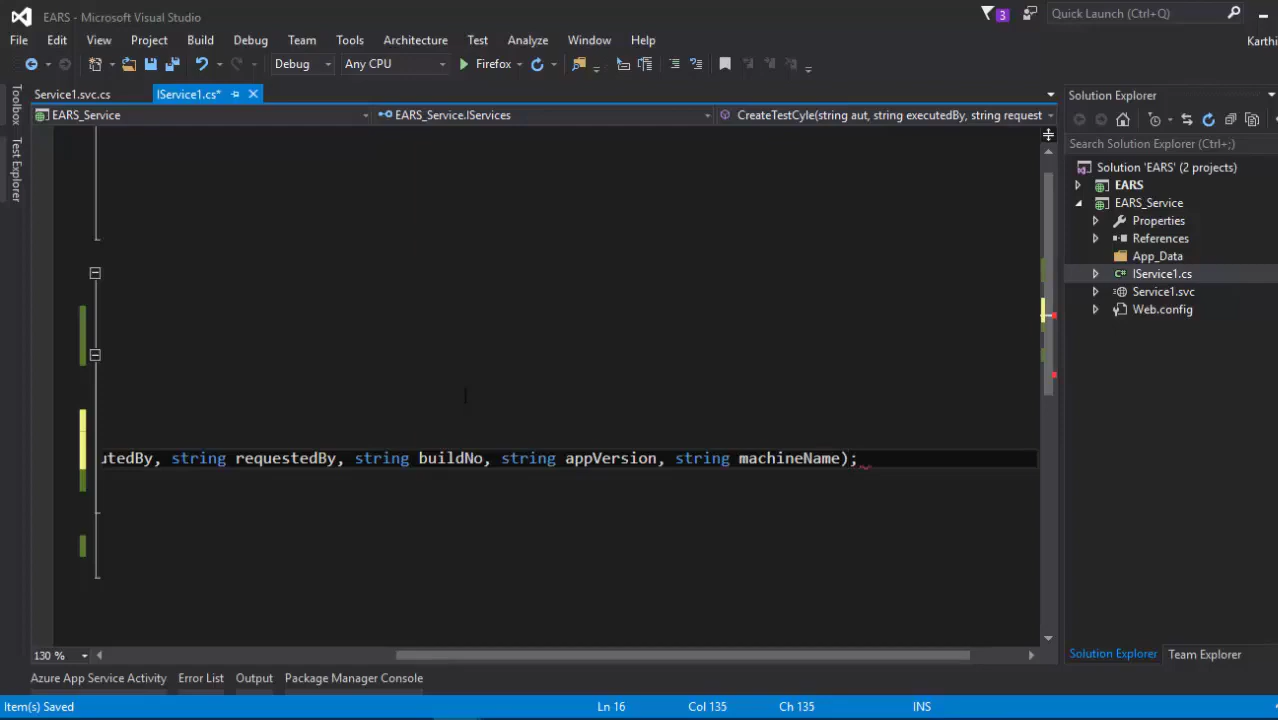 EARS - Microsoft Visual Studio
3
Quick Launch (Ctrl+Q)
File Edit View Project Build Debug Team Tools Architecture Test Analyze Window Help
Karthi
Debug Any CPU Firefox
Toolbox
Test Explorer
Service1.svc.cs IService1.cs*
EARS_Service EARS_Service.IServices CreateTestCyle(string aut, string executedBy, string request
utedBy, string requestedBy, string buildNo, string appVersion, string machineName);
130 %
Solution Explorer
Search Solution Explorer (Ctrl+;)
Solution 'EARS' (2 projects)
EARS
EARS_Service
Properties
References
App_Data
IService1.cs
Service1.svc
Web.config
Solution Explorer Team Explorer
Azure App Service Activity Error List Output Package Manager Console
Item(s) Saved Ln 16 Col 135 Ch 135 INS